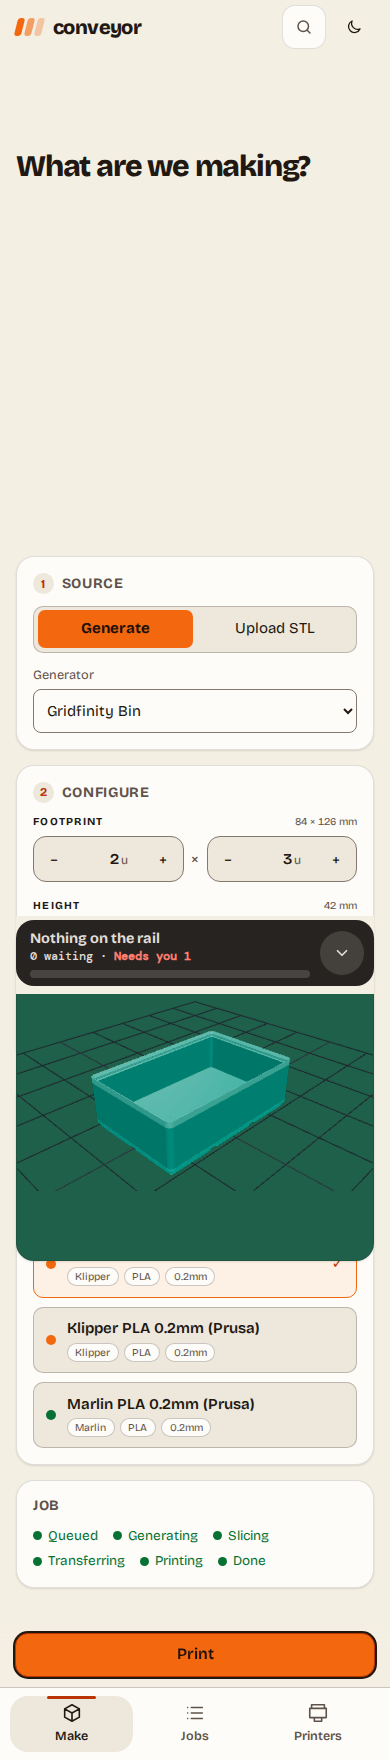 conveyor
What are we making?
1 SOURCE
Generate Upload STL
Generator
Gridfinity Bin
2 CONFIGURE
FOOTPRINT 84 × 126 mm
− 2 u + × − 3 u +
HEIGHT 42 mm
Nothing on the rail
0 waiting · Needs you 1
Klipper PLA 0.2mm
Klipper PLA 0.2mm (Prusa)
Klipper PLA 0.2mm
Marlin PLA 0.2mm (Prusa)
Marlin PLA 0.2mm
JOB
Queued Generating Slicing
Transferring Printing Done
Print
Make Jobs Printers